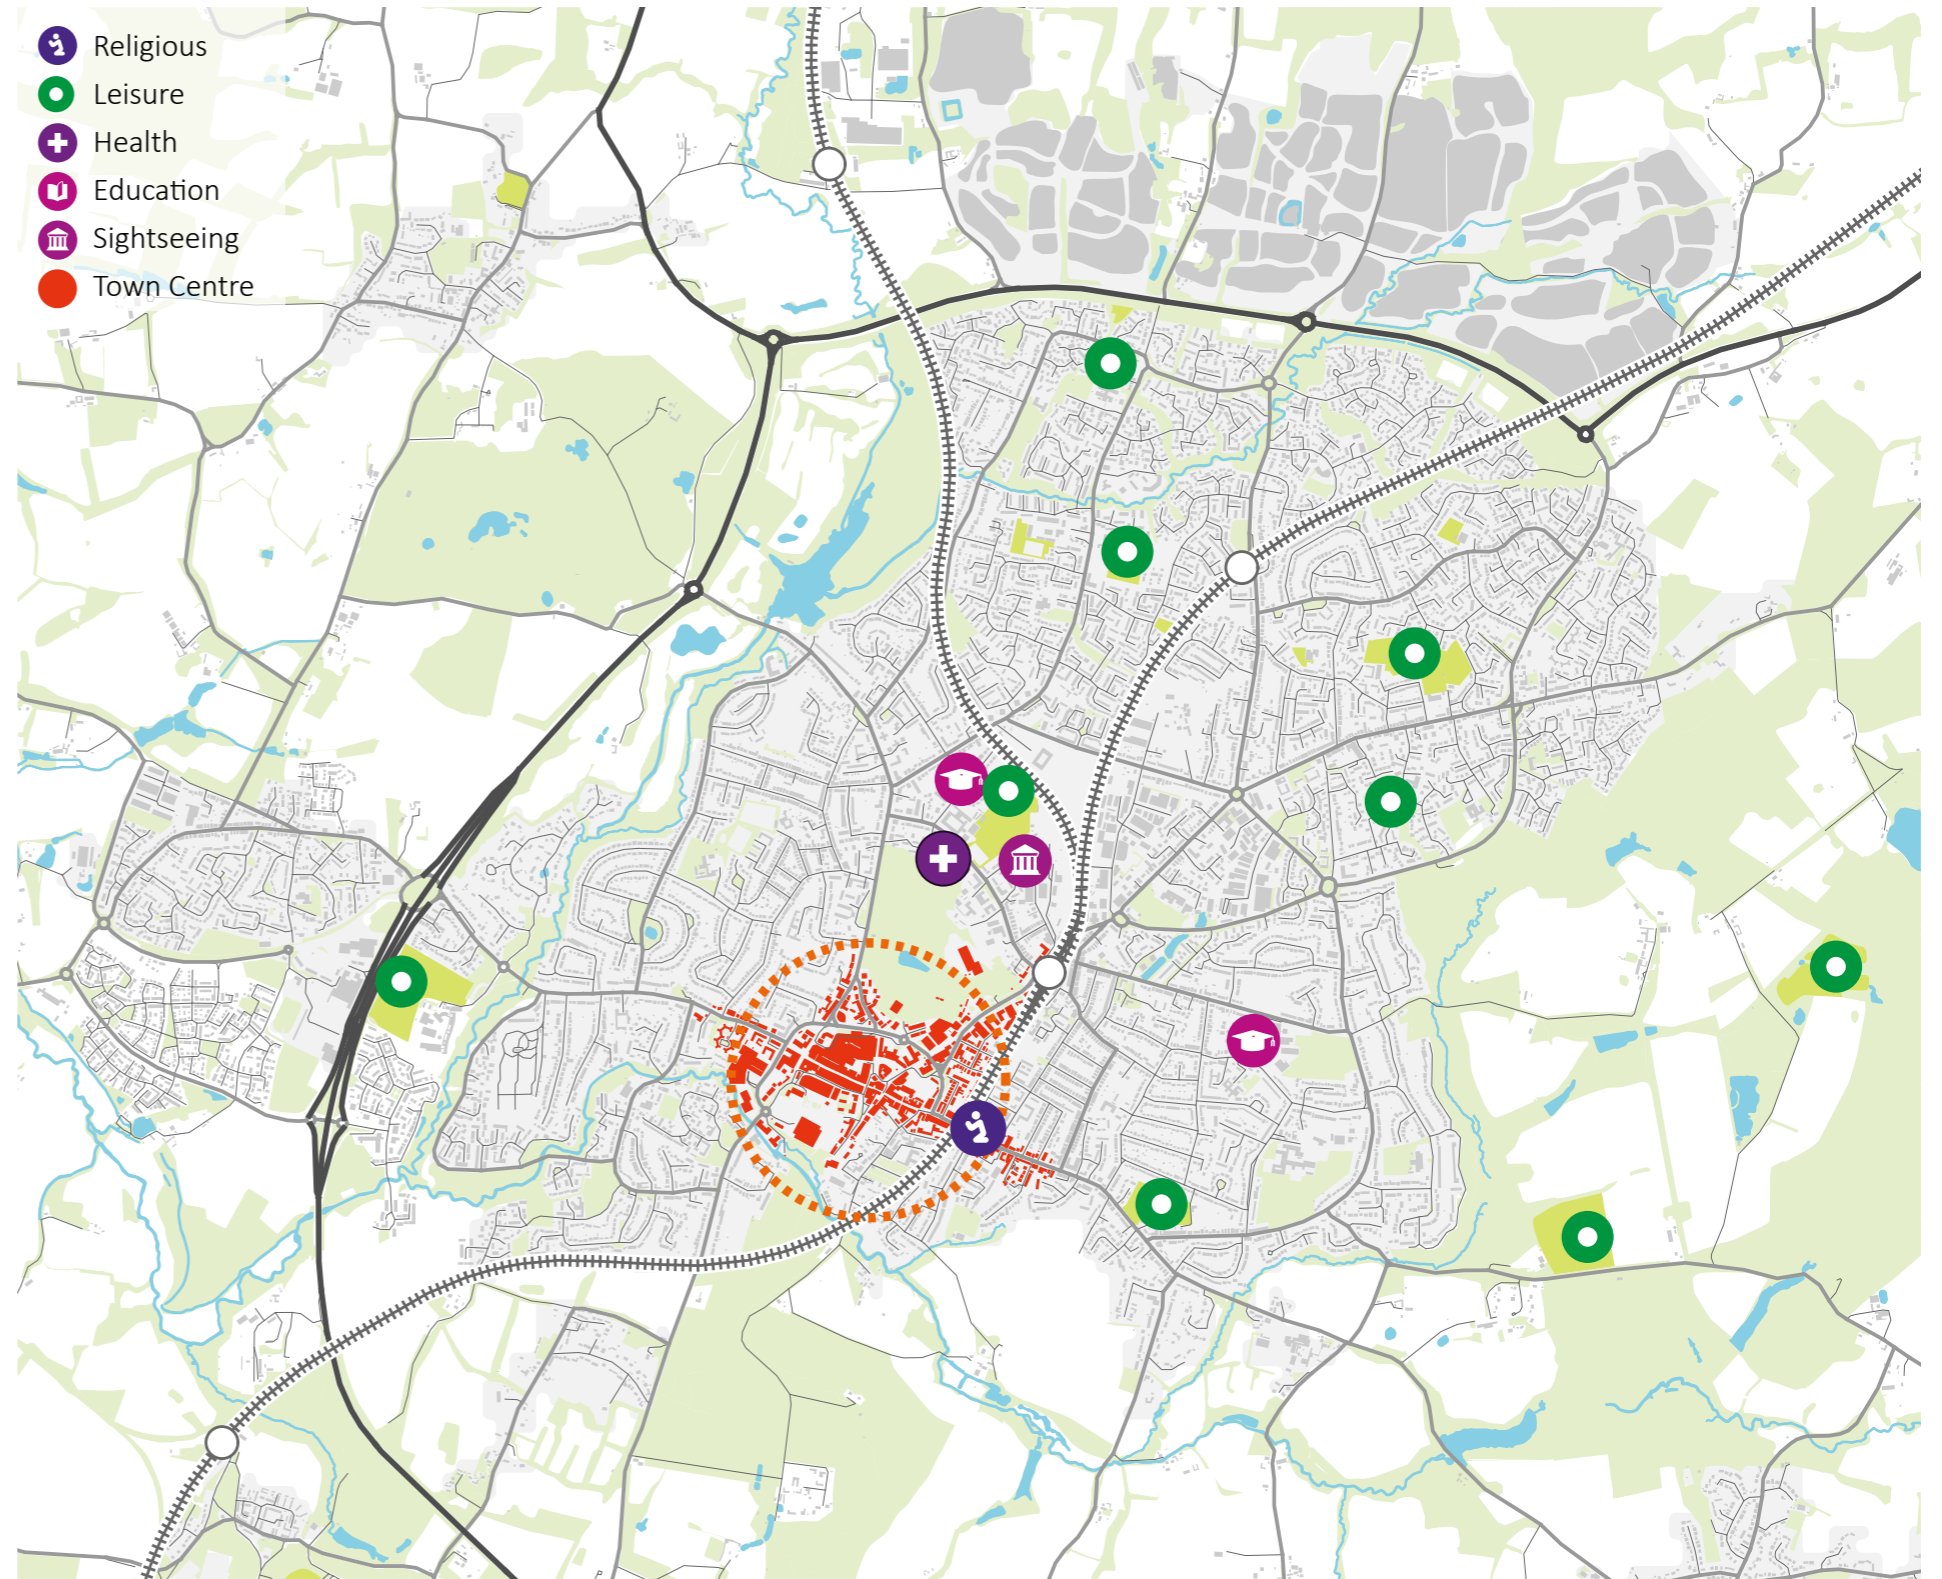 Religious
Leisure
Health
Education
Sightseeing
Town Centre